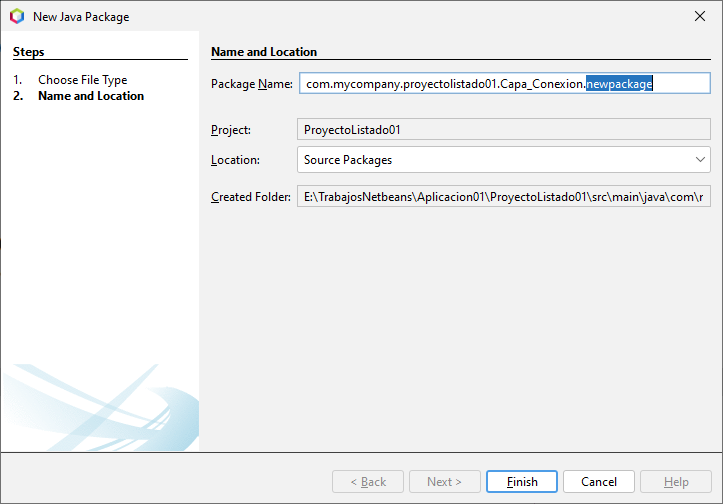 New Java Package
Steps
1. Choose File Type
2. Name and Location
Name and Location
Package Name: com.mycompany.proyectolistado01.Capa_Conexion.newpackage
Project: ProyectoListado01
Location: Source Packages
Created Folder: E:\TrabajosNetbeans\Aplicacion01\ProyectoListado01\src\main\java\com\r
< Back
Next >
Finish
Cancel
Help